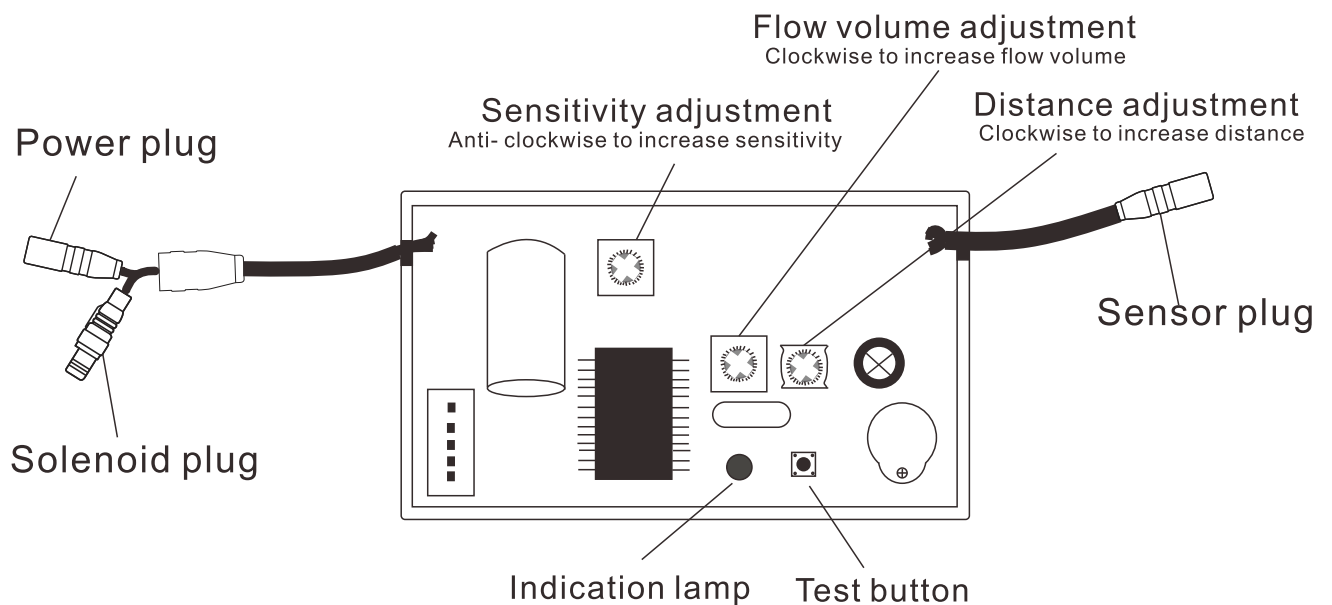 Flow volume adjustment
Clockwise to increase flow volume
Sensitivity adjustment
Anti- clockwise to increase sensitivity
Distance adjustment
Clockwise to increase distance
Power plug
Sensor plug
Solenoid plug
Indication lamp
Test button